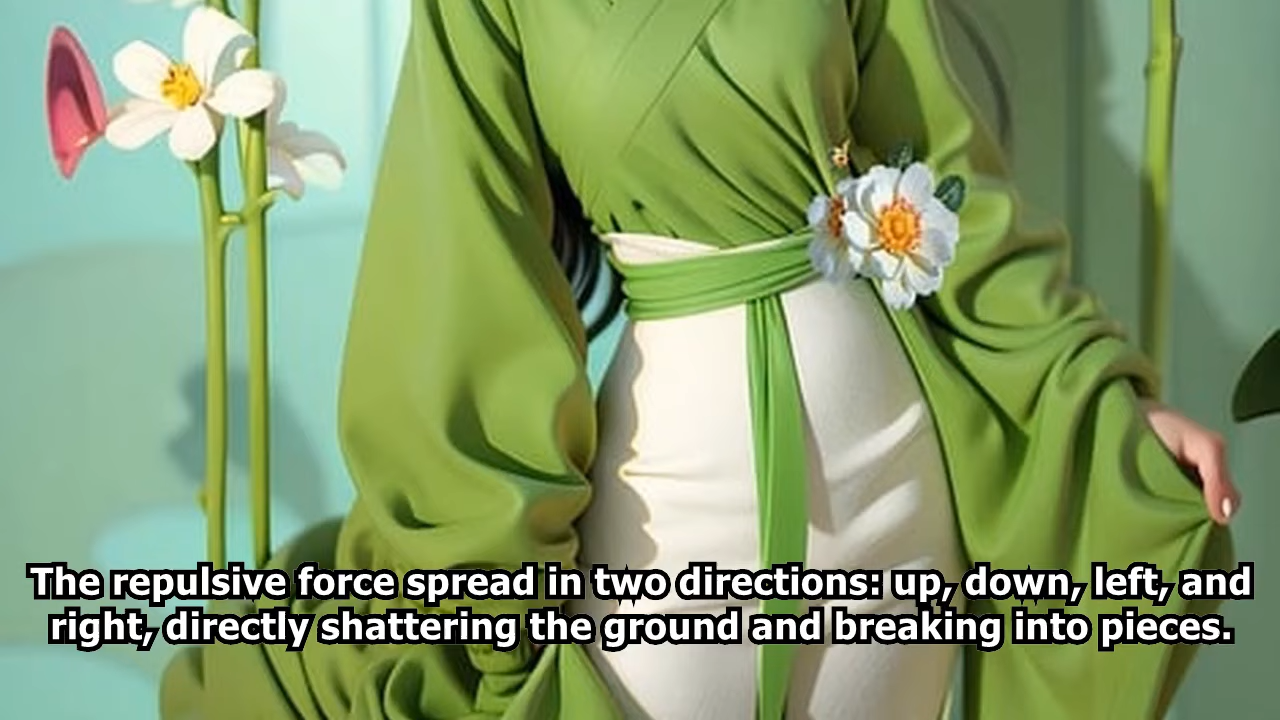 The repulsive force spread in two directions: up, down, left, and
right, directly shattering the ground and breaking into pieces.